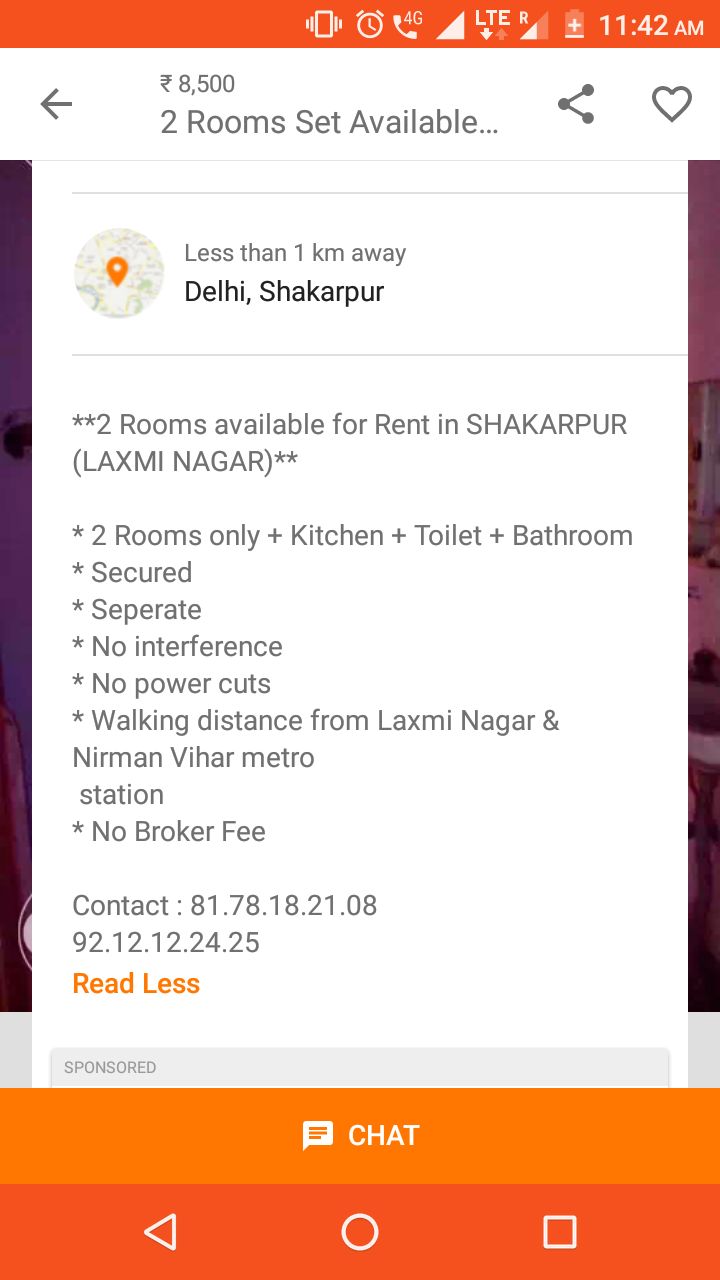 4G LTE R 11:42 AM
₹ 8,500
2 Rooms Set Available...
Less than 1 km away
Delhi, Shakarpur
**2 Rooms available for Rent in SHAKARPUR
(LAXMI NAGAR)**
* 2 Rooms only + Kitchen + Toilet + Bathroom
* Secured
* Seperate
* No interference
* No power cuts
* Walking distance from Laxmi Nagar &
Nirman Vihar metro
station
* No Broker Fee
Contact : 81.78.18.21.08
92.12.12.24.25
Read Less
SPONSORED
CHAT